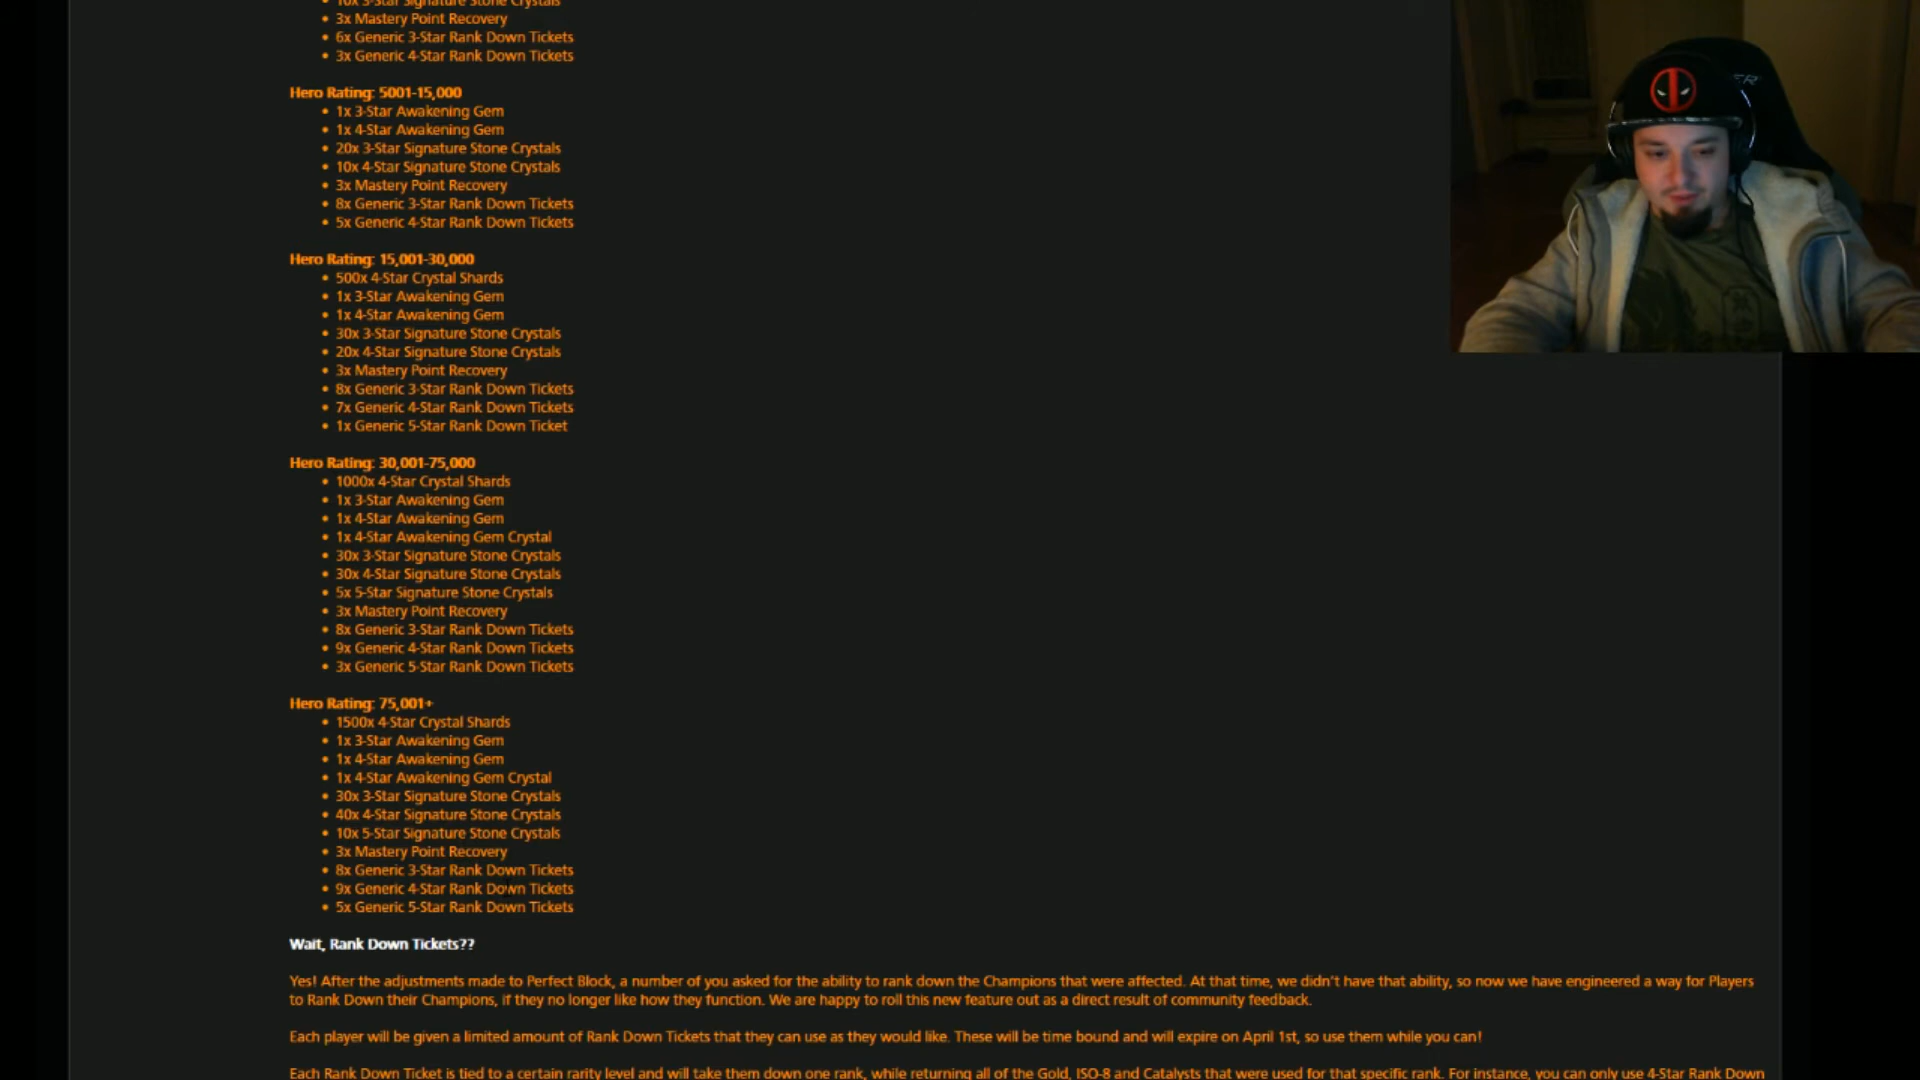 10x 3-Star Signature Stone Crystals
• 3x Mastery Point Recovery
• 6x Generic 3-Star Rank Down Tickets
• 3x Generic 4-Star Rank Down Tickets
Hero Rating: 5001-15,000
• 1x 3-Star Awakening Gem
• 1x 4-Star Awakening Gem
• 20x 3-Star Signature Stone Crystals
• 10x 4-Star Signature Stone Crystals
• 3x Mastery Point Recovery
• 8x Generic 3-Star Rank Down Tickets
• 5x Generic 4-Star Rank Down Tickets
Hero Rating: 15,001-30,000
• 500x 4-Star Crystal Shards
• 1x 3-Star Awakening Gem
• 1x 4-Star Awakening Gem
• 30x 3-Star Signature Stone Crystals
• 20x 4-Star Signature Stone Crystals
• 3x Mastery Point Recovery
• 8x Generic 3-Star Rank Down Tickets
• 7x Generic 4-Star Rank Down Tickets
• 1x Generic 5-Star Rank Down Ticket
Hero Rating: 30,001-75,000
• 1000x 4-Star Crystal Shards
• 1x 3-Star Awakening Gem
• 1x 4-Star Awakening Gem
• 1x 4-Star Awakening Gem Crystal
• 30x 3-Star Signature Stone Crystals
• 30x 4-Star Signature Stone Crystals
• 5x 5-Star Signature Stone Crystals
• 3x Mastery Point Recovery
• 8x Generic 3-Star Rank Down Tickets
• 9x Generic 4-Star Rank Down Tickets
• 3x Generic 5-Star Rank Down Tickets
Hero Rating: 75,001+
• 1500x 4-Star Crystal Shards
• 1x 3-Star Awakening Gem
• 1x 4-Star Awakening Gem
• 1x 4-Star Awakening Gem Crystal
• 30x 3-Star Signature Stone Crystals
• 40x 4-Star Signature Stone Crystals
• 10x 5-Star Signature Stone Crystals
• 3x Mastery Point Recovery
• 8x Generic 3-Star Rank Down Tickets
• 9x Generic 4-Star Rank Down Tickets
• 5x Generic 5-Star Rank Down Tickets
Wait, Rank Down Tickets??
Yes! After the adjustments made to Perfect Block, a number of you asked for the ability to rank down the Champions that were affected. At that time, we didn't have that ability, so now we have engineered a way for Players
to Rank Down their Champions, if they no longer like how they function. We are happy to roll this new feature out as a direct result of community feedback.
Each player will be given a limited amount of Rank Down Tickets that they can use as they would like. These will be time bound and will expire on April 1st, so use them while you can!
Each Rank Down Ticket is tied to a certain rarity level and will take them down one rank, while returning all of the Gold, ISO-8 and Catalysts that were used for that specific rank. For instance, you can only use 4-Star Rank Down